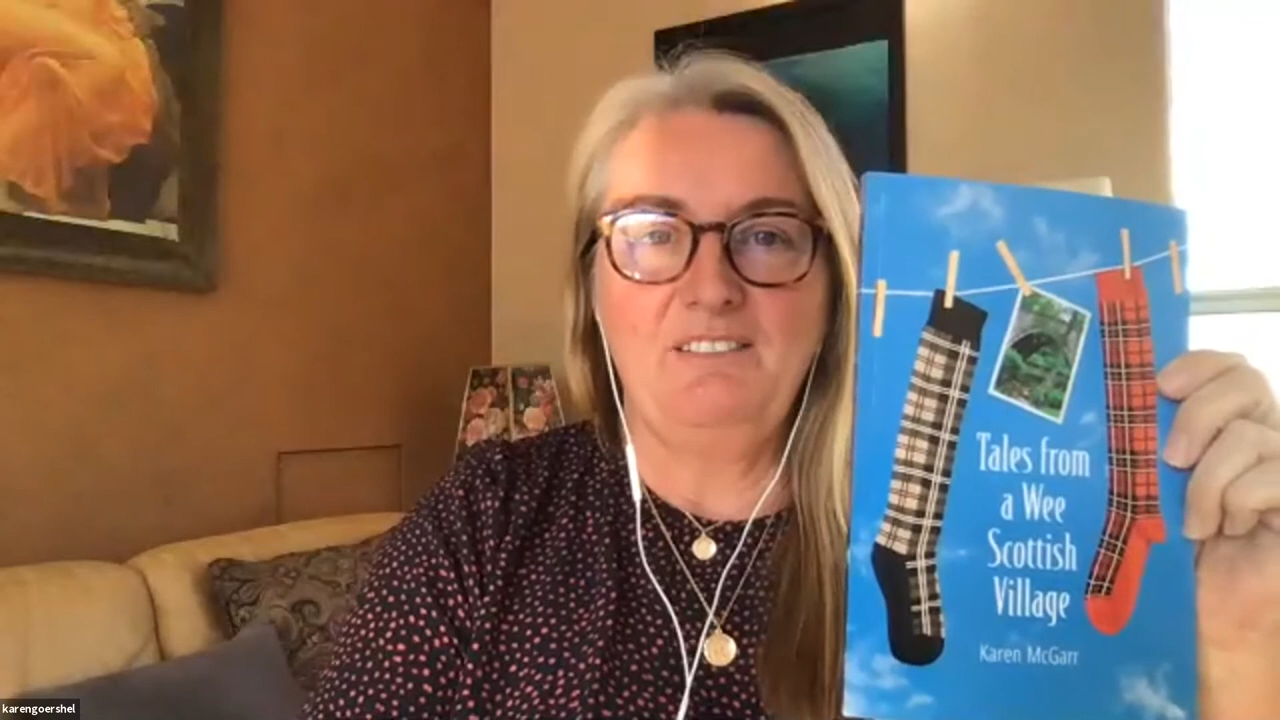 Tales from
a Wee
Scottish
Village
Karen McGarr
karengoershel